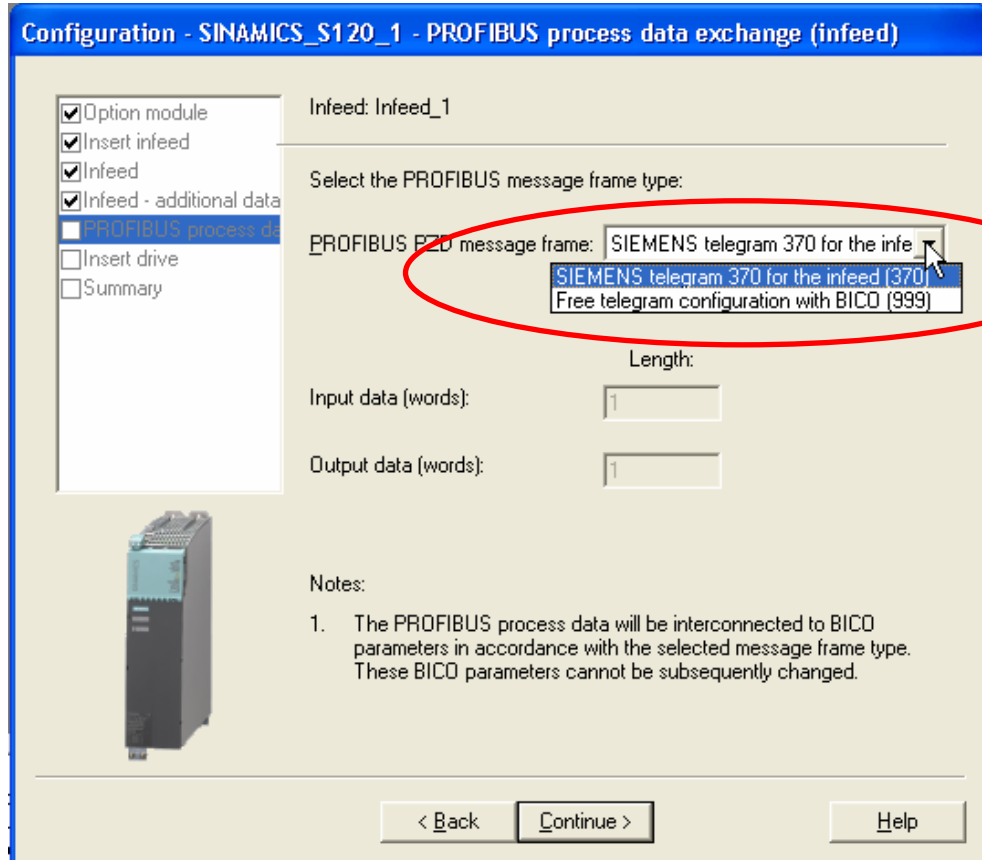 Configuration - SINAMICS_S120_1 - PROFIBUS process data exchange (infeed)
Option module
Insert infeed
Infeed
Infeed - additional data
PROFIBUS process da
Insert drive
Summary
Infeed: Infeed_1
Select the PROFIBUS message frame type:
PROFIBUS PZD message frame: SIEMENS telegram 370 for the infe
SIEMENS telegram 370 for the infeed (370)
Free telegram configuration with BICO (999)
Length:
Input data (words): 1
Output data (words): 1
Notes:
1. The PROFIBUS process data will be interconnected to BICO
parameters in accordance with the selected message frame type.
These BICO parameters cannot be subsequently changed.
< Back Continue > Help